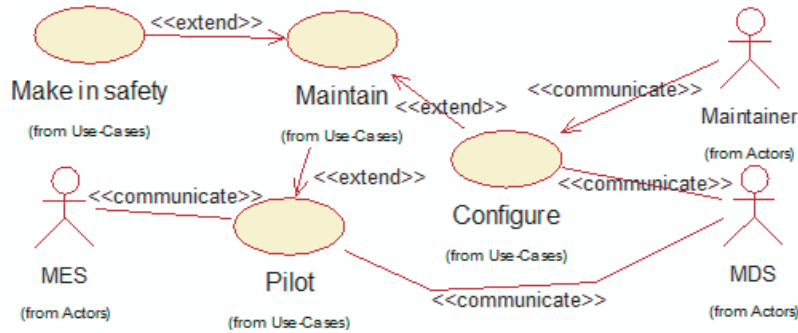 <<extend>>
Make in safety
(from Use-Cases)
Maintain
(from Use-Cases)
<<extend>>
<<communicate>>
Maintainer
(from Actors)
<<extend>>
<<communicate>>
<<communicate>>
Configure
(from Use-Cases)
MES
(from Actors)
Pilot
(from Use-Cases)
<<communicate>>
MDS
(from Actors)